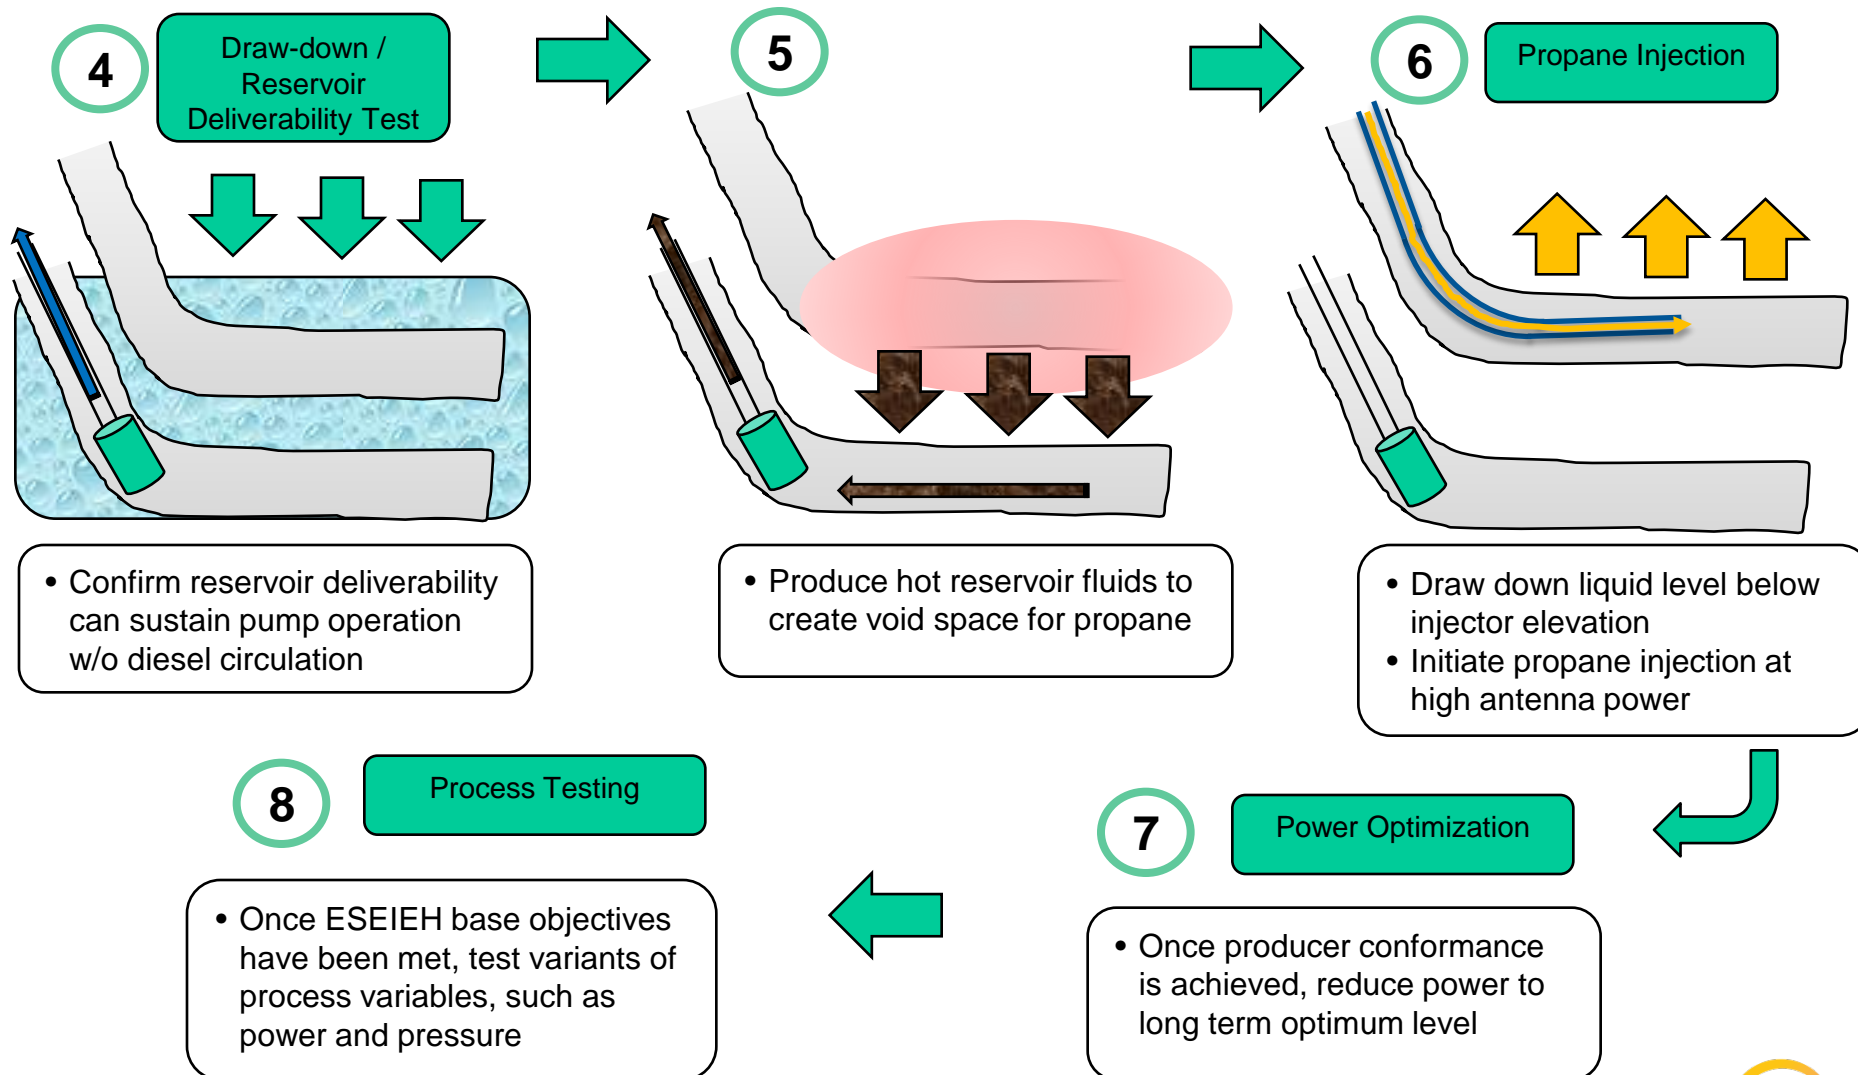 4
Draw-down /
Reservoir
Deliverability Test
5
6
Propane Injection
• Confirm reservoir deliverability
can sustain pump operation
w/o diesel circulation
• Produce hot reservoir fluids to
create void space for propane
• Draw down liquid level below
injector elevation
• Initiate propane injection at
high antenna power
8
Process Testing
7
Power Optimization
• Once ESEIEH base objectives
have been met, test variants of
process variables, such as
power and pressure
• Once producer conformance
is achieved, reduce power to
long term optimum level